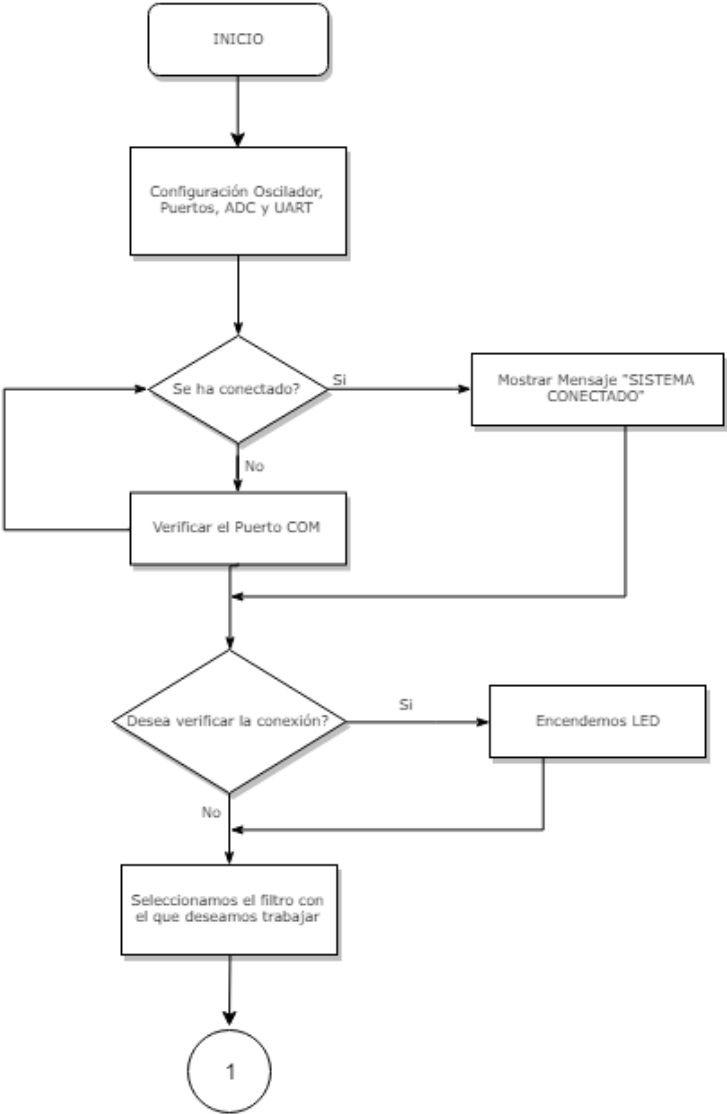 INICIO
Configuración Oscilador,
Puertos, ADC y UART
Se ha conectado?
Si
Mostrar Mensaje "SISTEMA
CONECTADO"
No
Verificar el Puerto COM
Desea verificar la conexión?
Si
Encendemos LED
No
Seleccionamos el filtro con
el que deseamos trabajar
1